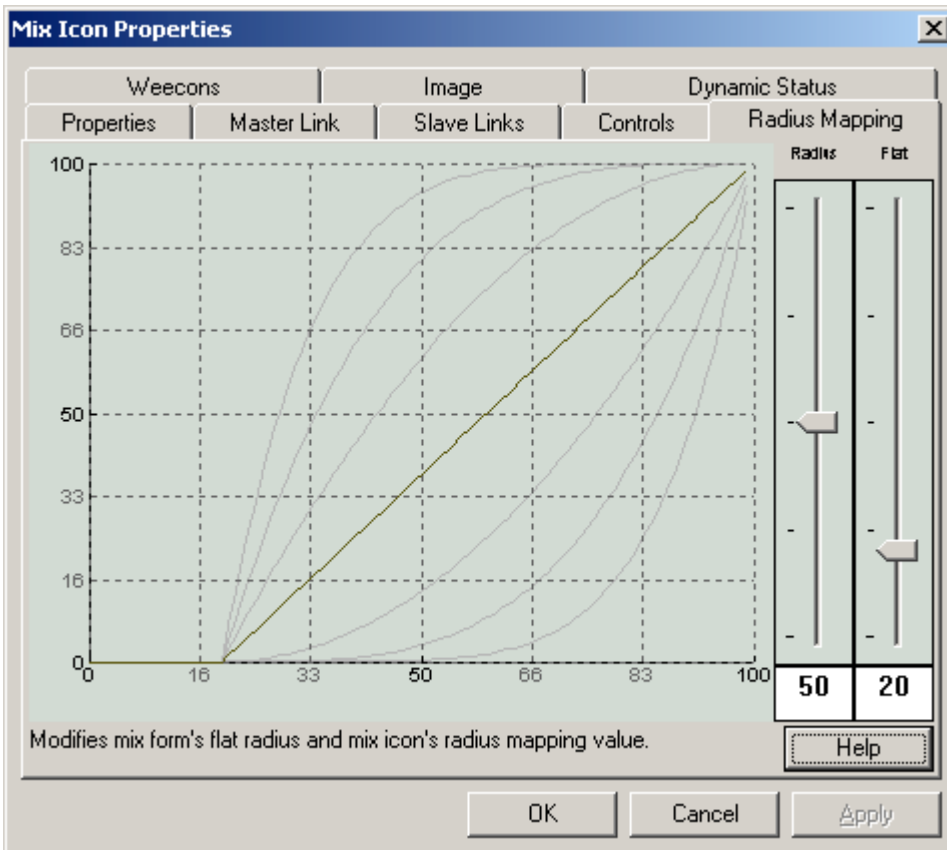 Mix Icon Properties
Weecons Image Dynamic Status
Properties Master Link Slave Links Controls Radius Mapping
Radius Flat
100
83
66
50
33
16
0
0 16 33 50 66 83 100
50 20
Modifies mix form's flat radius and mix icon's radius mapping value.
Help
OK Cancel Apply